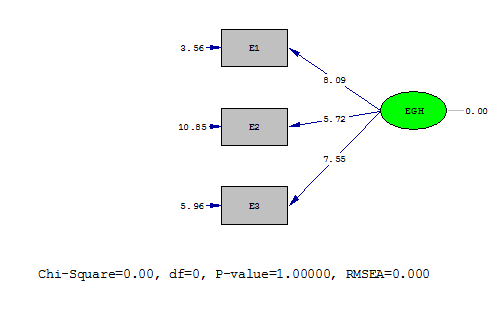 3.56 E1
8.09
EGH 0.00
10.85 E2 5.72
7.55
5.96 E3
Chi-Square=0.00, df=0, P-value=1.00000, RMSEA=0.000